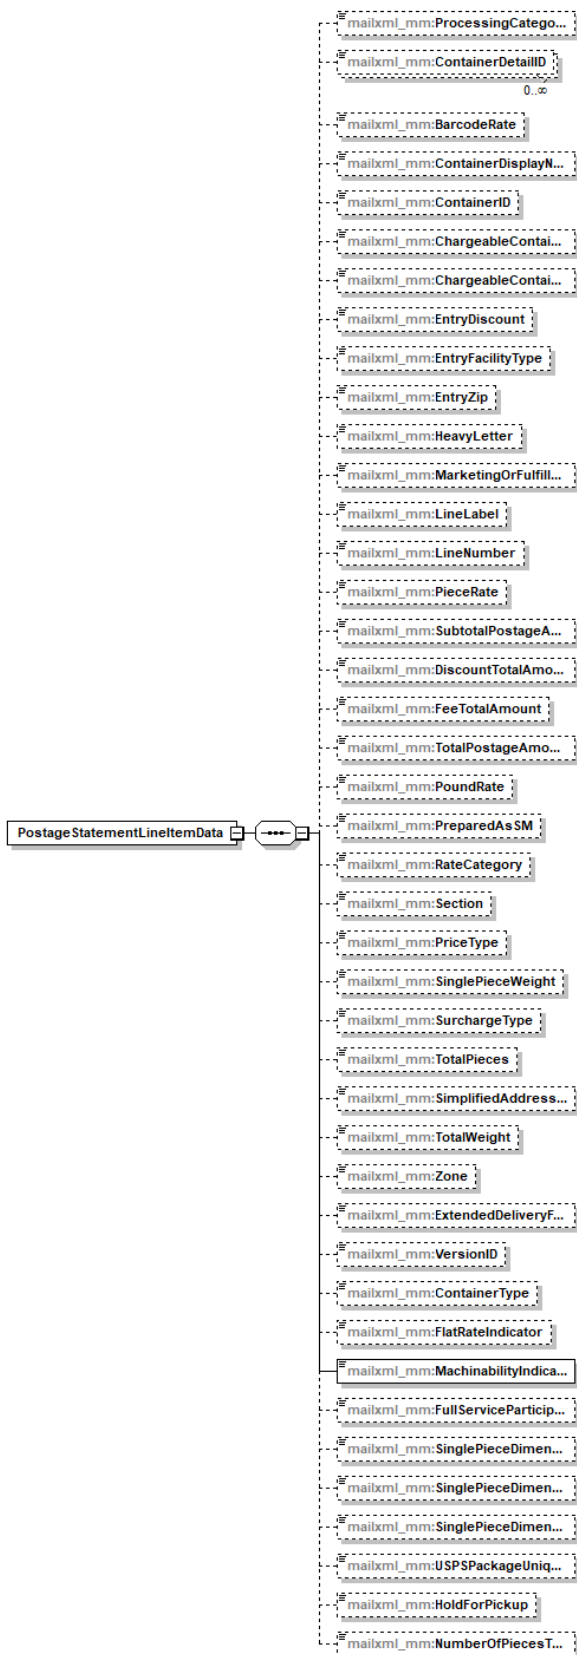 mailxml_mm:ProcessingCatego...
mailxml_mm:ContainerDetailID
0..∞
mailxml_mm:BarcodeRate
mailxml_mm:ContainerDisplayN...
mailxml_mm:ContainerID
mailxml_mm:ChargeableContai...
mailxml_mm:ChargeableContai...
mailxml_mm:EntryDiscount
mailxml_mm:EntryFacilityType
mailxml_mm:EntryZip
mailxml_mm:HeavyLetter
mailxml_mm:MarketingOrFulfill...
mailxml_mm:LineLabel
mailxml_mm:LineNumber
mailxml_mm:PieceRate
mailxml_mm:SubtotalPostageA...
mailxml_mm:DiscountTotalAmo...
mailxml_mm:FeeTotalAmount
mailxml_mm:TotalPostageAmo...
mailxml_mm:PoundRate
mailxml_mm:PreparedAsSM
PostageStatementLineItemData
mailxml_mm:RateCategory
mailxml_mm:Section
mailxml_mm:PriceType
mailxml_mm:SinglePieceWeight
mailxml_mm:SurchargeType
mailxml_mm:TotalPieces
mailxml_mm:SimplifiedAddress...
mailxml_mm:TotalWeight
mailxml_mm:Zone
mailxml_mm:ExtendedDeliveryF...
mailxml_mm:VersionID
mailxml_mm:ContainerType
mailxml_mm:FlatRateIndicator
mailxml_mm:MachinabilityIndica...
mailxml_mm:FullServiceParticip...
mailxml_mm:SinglePieceDimen...
mailxml_mm:SinglePieceDimen...
mailxml_mm:SinglePieceDimen...
mailxml_mm:USPSPackageUniq...
mailxml_mm:HoldForPickup
mailxml_mm:NumberOfPiecesT...